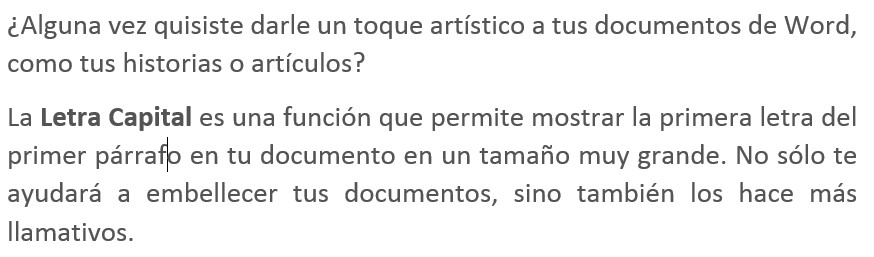 ¿Alguna vez quisiste darle un toque artístico a tus documentos de Word,
como tus historias o artículos?
La Letra Capital es una función que permite mostrar la primera letra del
primer párrafo en tu documento en un tamaño muy grande. No sólo te
ayudará a embellecer tus documentos, sino también los hace más
llamativos.